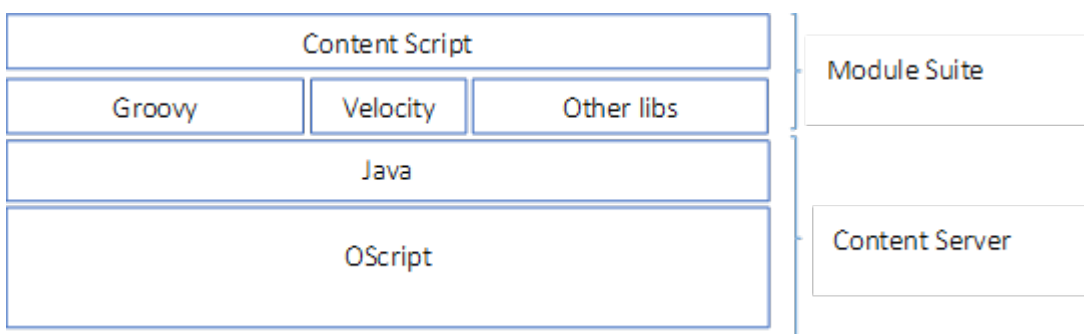 Content Script
Module Suite
Groovy
Velocity
Other libs
Java
Content Server
OScript